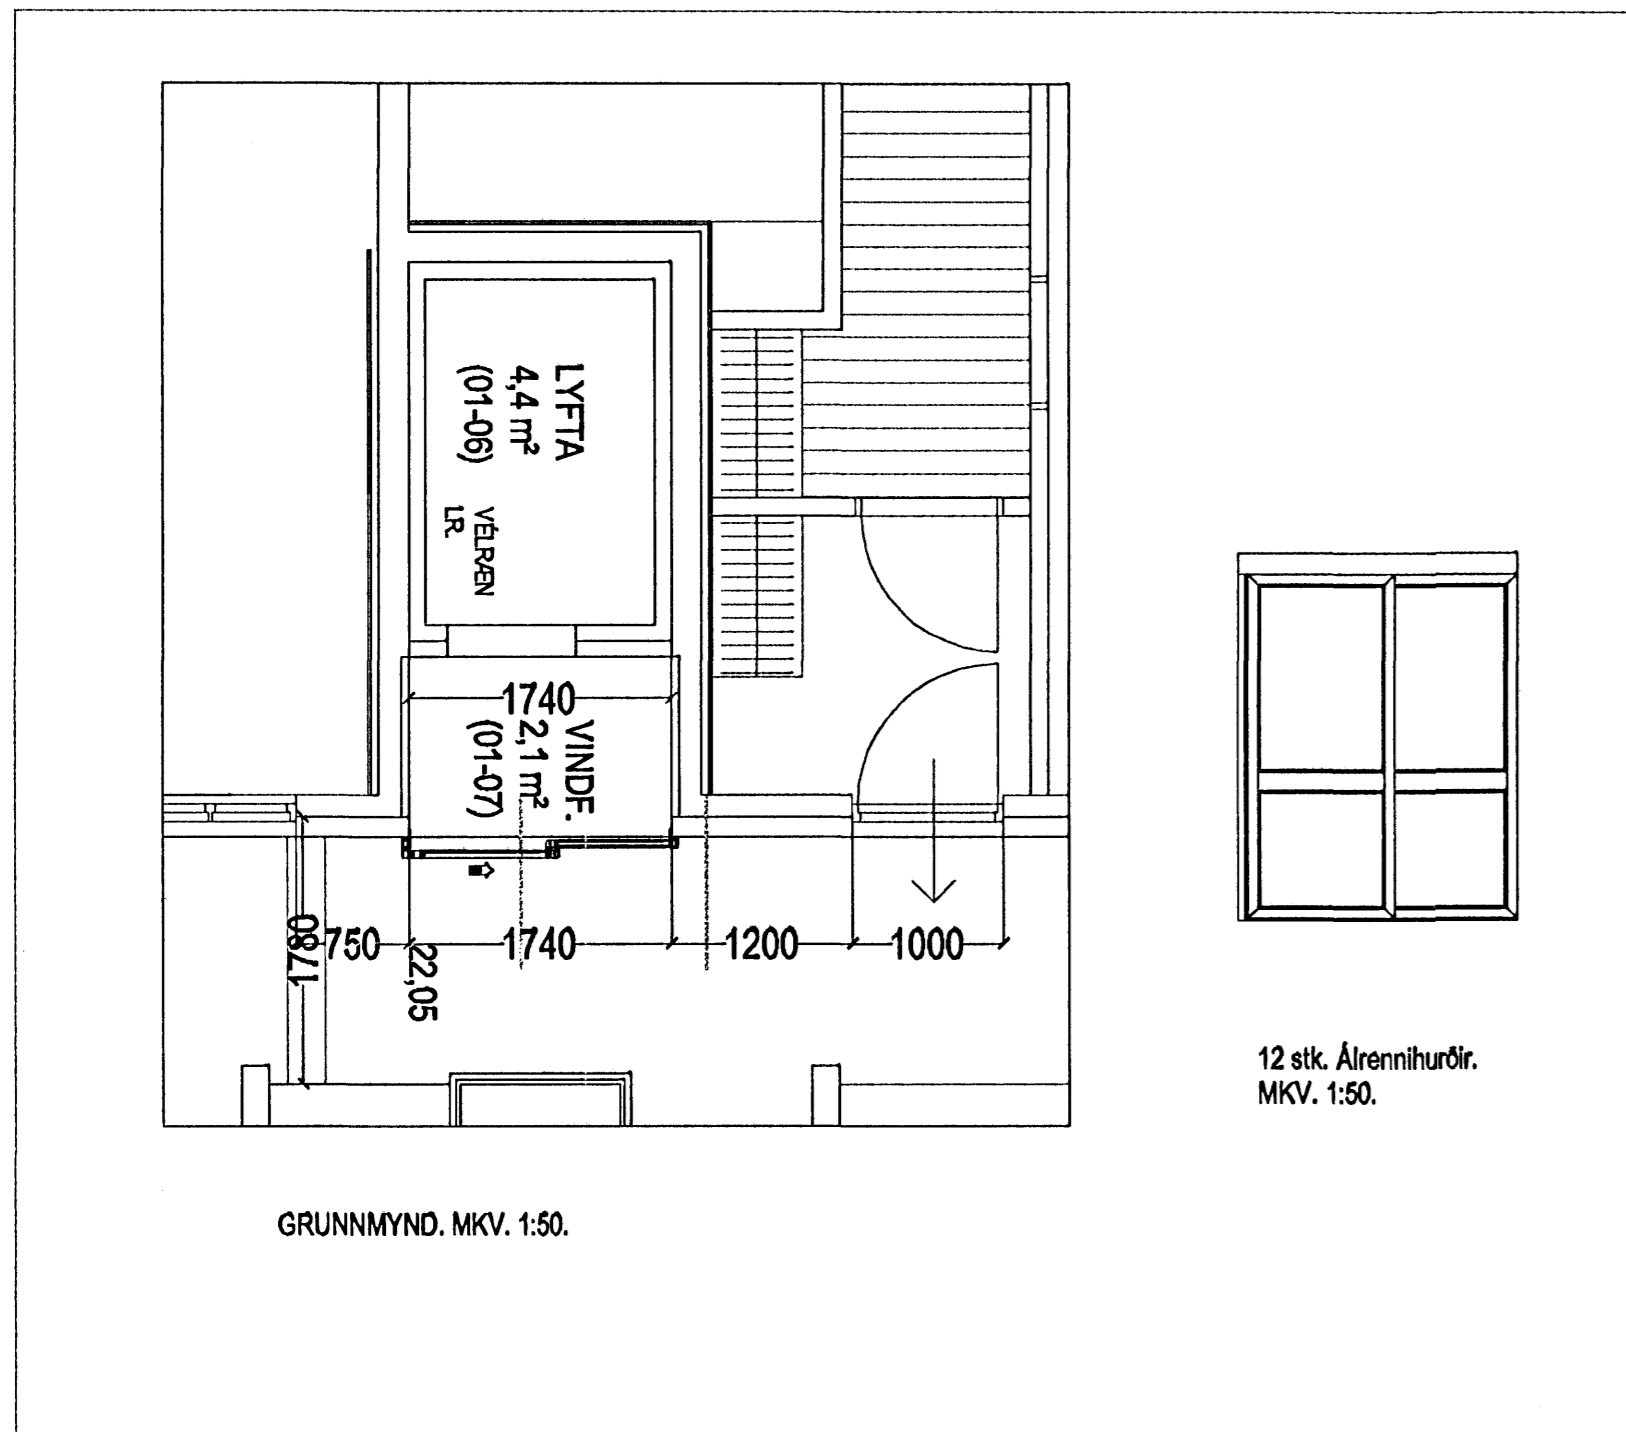 LYFTA
4,4 m²
(01-06)
VÉLRÆN
LR.
1740
VINDF.
2,1 m²
(01-07)
1780
750
22,05
1740
1200
1000
12 stk. Álrennihurðir.
MKV. 1:50.
GRUNNMYND. MKV. 1:50.